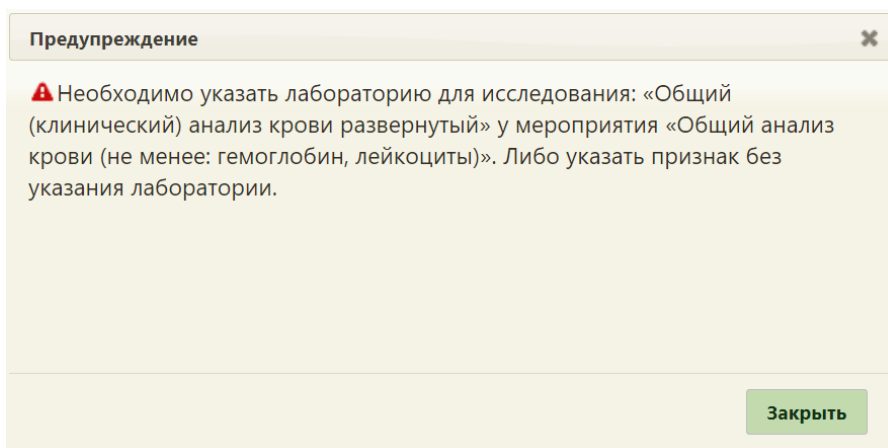 Предупреждение
Необходимо указать лабораторию для исследования: «Общий
(клинический) анализ крови развернутый» у мероприятия «Общий анализ
крови (не менее: гемоглобин, лейкоциты)». Либо указать признак без
указания лаборатории.
Закрыть